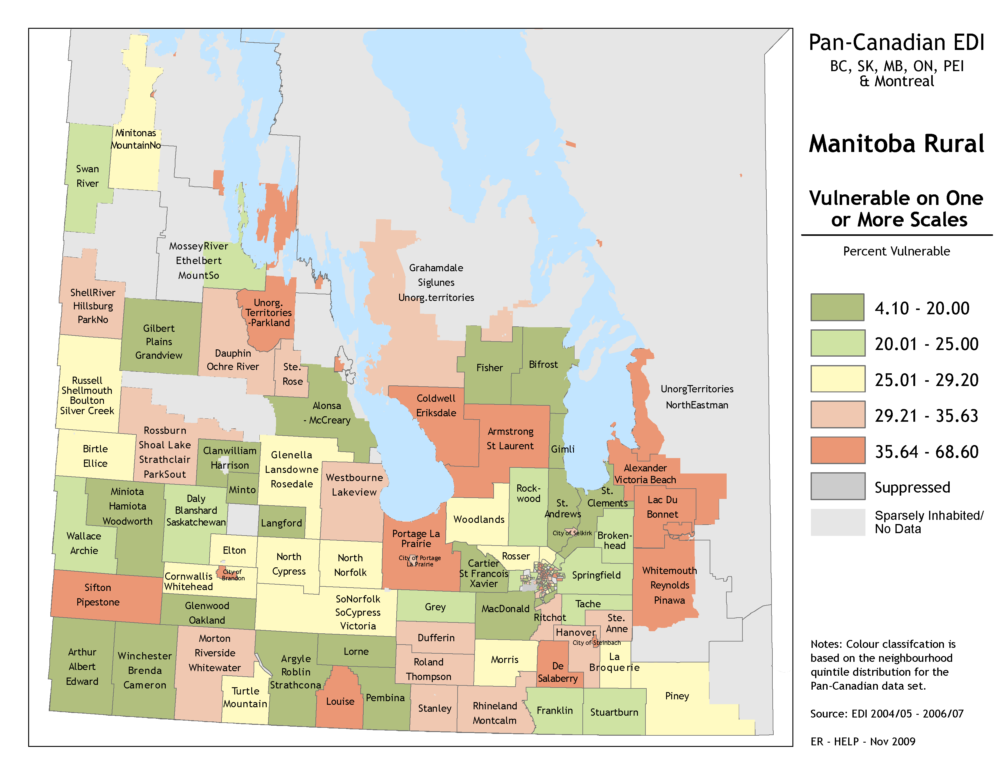 Pan-Canadian EDI
BC, SK, MB, ON, PEI
& Montreal
Manitoba Rural
Vulnerable on One
or More Scales
Percent Vulnerable
4.10 - 20.00
20.01 - 25.00
25.01 - 29.20
29.21 - 35.63
35.64 - 68.60
Suppressed
Sparsely Inhabited/
No Data
Notes: Colour classifcation is
based on the neighbourhood
quintile distribution for the
Pan-Canadian data set.
Source: EDI 2004/05 - 2006/07
ER - HELP - Nov 2009
Minitonas
MountainNo
Swan
River
MosseyRiver
Ethelbert
MountSo
Grahamdale
Siglunes
Unorg.territories
ShellRiver
Hillsburg
ParkNo
Unorg.
Territories
-Parkland
Gilbert
Plains
Grandview
Dauphin
Ochre River
Ste.
Rose
Fisher
Bifrost
Russell
Shellmouth
Boulton
Silver Creek
UnorgTerritories
NorthEastman
Coldwell
Eriksdale
Alonsa
- McCreary
Rossburn
Shoal Lake
Strathclair
ParkSout
Armstrong
St Laurent
Gimli
Birtle
Ellice
Clanwilliam
Harrison
Glenella
Lansdowne
Rosedale
Westbourne
Lakeview
Alexander
Victoria Beach
Minto
Rock-
wood
St.
Clements
Lac Du
Bonnet
Miniota
Hamiota
Woodworth
Daly
Blanshard
Saskatchewan
St.
Andrews
Langford
Woodlands
City of Selkirk
Broken-
head
Wallace
Archie
Portage La
Prairie
City of Portage
La Prairie
Elton
North
Cypress
North
Norfolk
Rosser
Cartier
St Francois
Xavier
Springfield
Whitemouth
Reynolds
Pinawa
Cornwallis
Whitehead
City of
Brandon
Sifton
Pipestone
SoNorfolk
SoCypress
Victoria
Glenwood
Oakland
Grey
MacDonald
Tache
Ritchot
Ste.
Anne
Hanover
City of Steinbach
Dufferin
Morton
Riverside
Whitewater
Arthur
Albert
Edward
Winchester
Brenda
Cameron
Argyle
Roblin
Strathcona
Lorne
Roland
Thompson
Morris
De
Salaberry
La
Broquerie
Turtle
Mountain
Louise
Pembina
Stanley
Rhineland
Montcalm
Franklin
Stuartburn
Piney